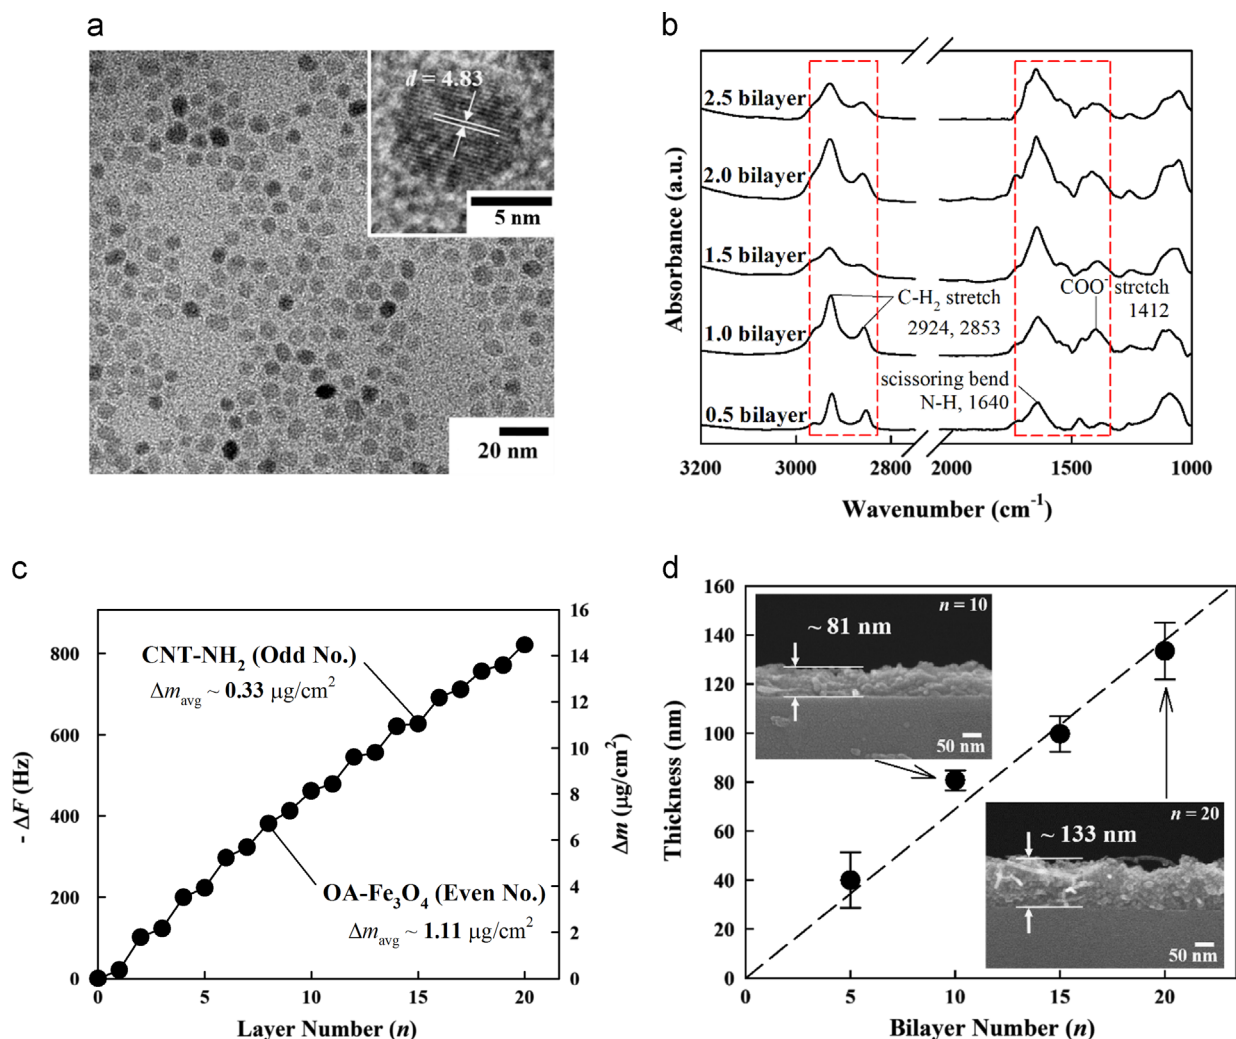 a
d = 4.83
5 nm
20 nm
b
2.5 bilayer
2.0 bilayer
1.5 bilayer
1.0 bilayer
0.5 bilayer
C-H₂ stretch
2924, 2853
COO⁻ stretch
1412
scissoring bend
N-H, 1640
Absorbance (a.u.)
3200 3000 2800 2000 1500 1000
Wavenumber (cm⁻¹)
c
CNT-NH₂ (Odd No.)
Δmavg ~ 0.33 µg/cm²
OA-Fe₃O₄ (Even No.)
Δmavg ~ 1.11 µg/cm²
800
600
400
200
0
- ΔF (Hz)
16
14
12
10
8
6
4
2
0
Δm (µg/cm²)
0 5 10 15 20
Layer Number (n)
d
n = 10
~ 81 nm
50 nm
n = 20
~ 133 nm
50 nm
160
140
120
100
80
60
40
20
0
Thickness (nm)
0 5 10 15 20
Bilayer Number (n)